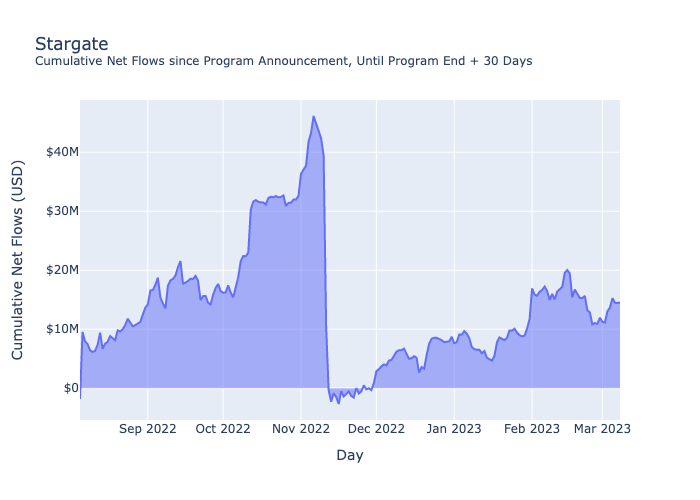 Stargate
Cumulative Net Flows since Program Announcement, Until Program End + 30 Days
Cumulative Net Flows (USD)
$40M
$30M
$20M
$10M
$0
Sep 2022
Oct 2022
Nov 2022
Dec 2022
Jan 2023
Feb 2023
Mar 2023
Day